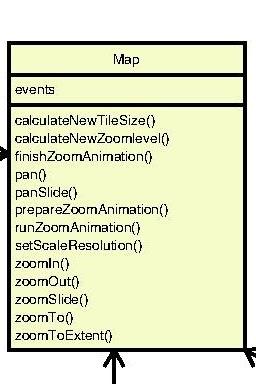 Map
events
calculateNewTileSize()
calculateNewZoomlevel()
finishZoomAnimation()
pan()
panSlide()
prepareZoomAnimation()
runZoomAnimation()
setScaleResolution()
zoomIn()
zoomOut()
zoomSlide()
zoomTo()
zoomToExtent()